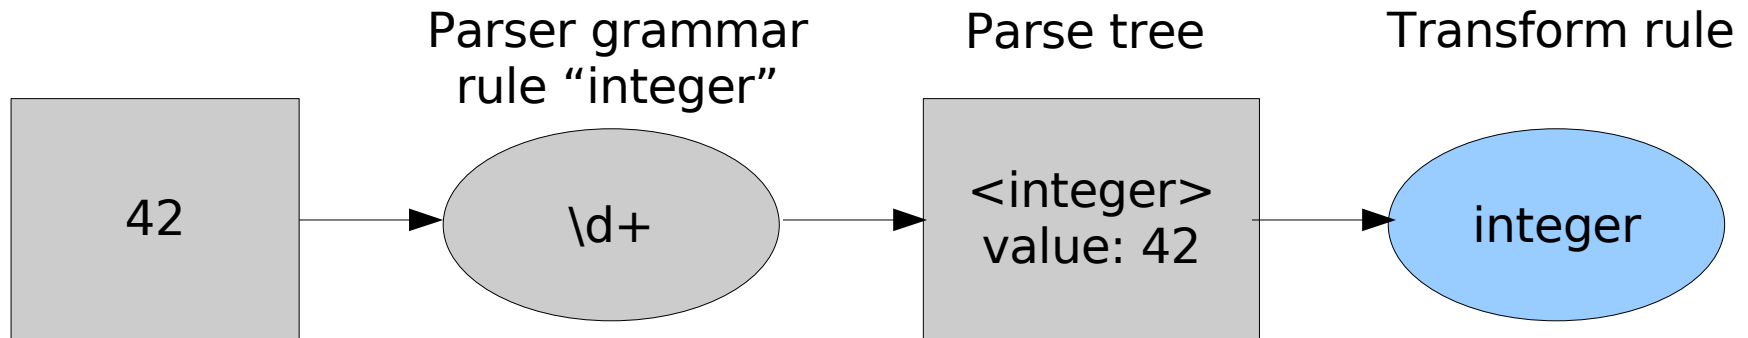 Parser grammar
rule “integer”
Parse tree
Transform rule
42
\d+
<integer>
value: 42
integer